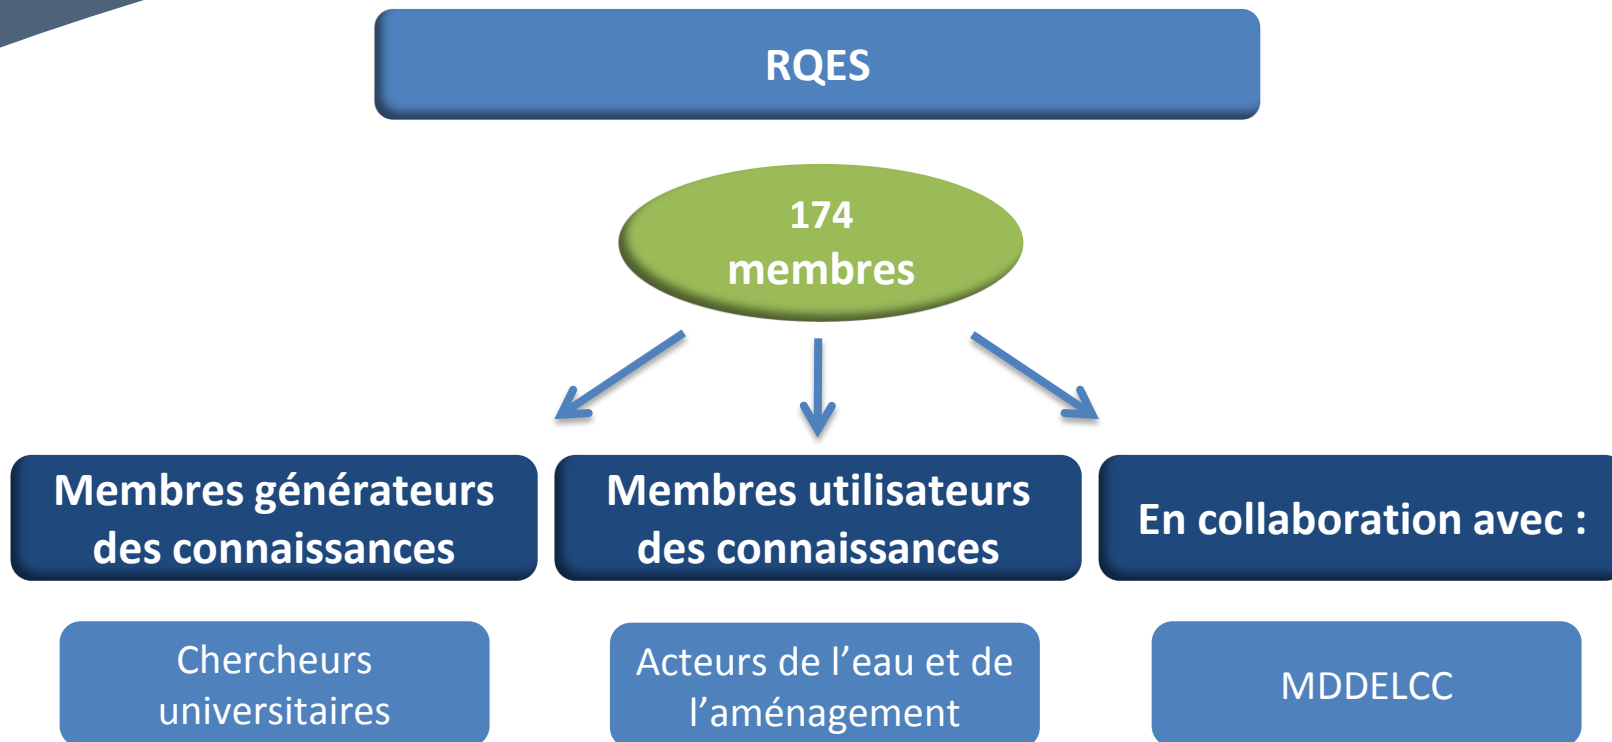 RQES
174
membres
Membres générateurs
des connaissances
Membres utilisateurs
des connaissances
En collaboration avec :
Chercheurs
universitaires
Acteurs de l’eau et de
l’aménagement
MDDELCC